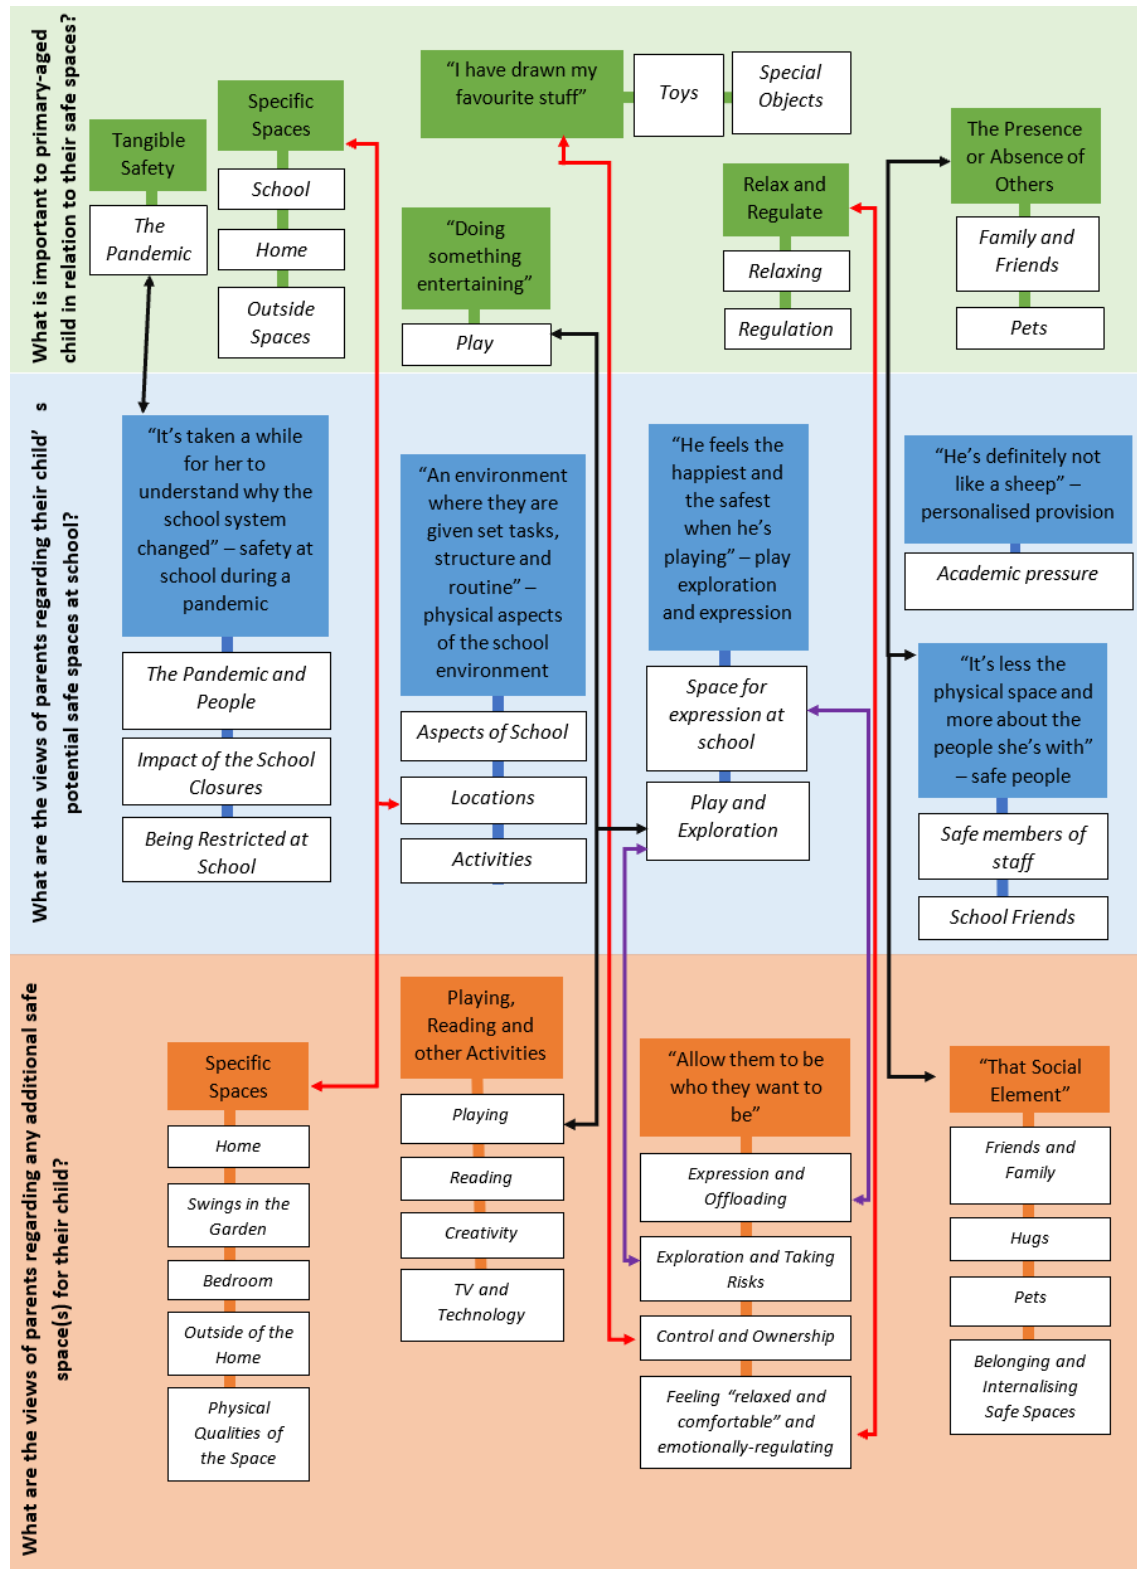 What is important to primary-aged
child in relation to their safe spaces?
Tangible
Safety
The
Pandemic
Specific
Spaces
School
Home
Outside
Spaces
“I have drawn my
favourite stuff”
Toys
Special
Objects
“Doing
something
entertaining”
Play
Relax and
Regulate
Relaxing
Regulation
The Presence
or Absence of
Others
Family and
Friends
Pets
What are the views of parents regarding their child’ s
potential safe spaces at school?
“It’s taken a while
for her to
understand why the
school system
changed” – safety at
school during a
pandemic
The Pandemic and
People
Impact of the School
Closures
Being Restricted at
School
“An environment
where they are
given set tasks,
structure and
routine” –
physical aspects
of the school
environment
Aspects of School
Locations
Activities
“He feels the
happiest and
the safest
when he’s
playing” – play
exploration
and expression
Space for
expression at
school
Play and
Exploration
“He’s definitely not
like a sheep” –
personalised provision
Academic pressure
“It’s less the
physical space and
more about the
people she’s with”
– safe people
Safe members of
staff
School Friends
What are the views of parents regarding any additional safe
space(s) for their child?
Specific
Spaces
Home
Swings in the
Garden
Bedroom
Outside of the
Home
Physical
Qualities of
the Space
Playing,
Reading and
other Activities
Playing
Reading
Creativity
TV and
Technology
“Allow them to be
who they want to
be”
Expression and
Offloading
Exploration and Taking
Risks
Control and Ownership
Feeling “relaxed and
comfortable” and
emotionally-regulating
“That Social
Element”
Friends and
Family
Hugs
Pets
Belonging and
Internalising
Safe Spaces